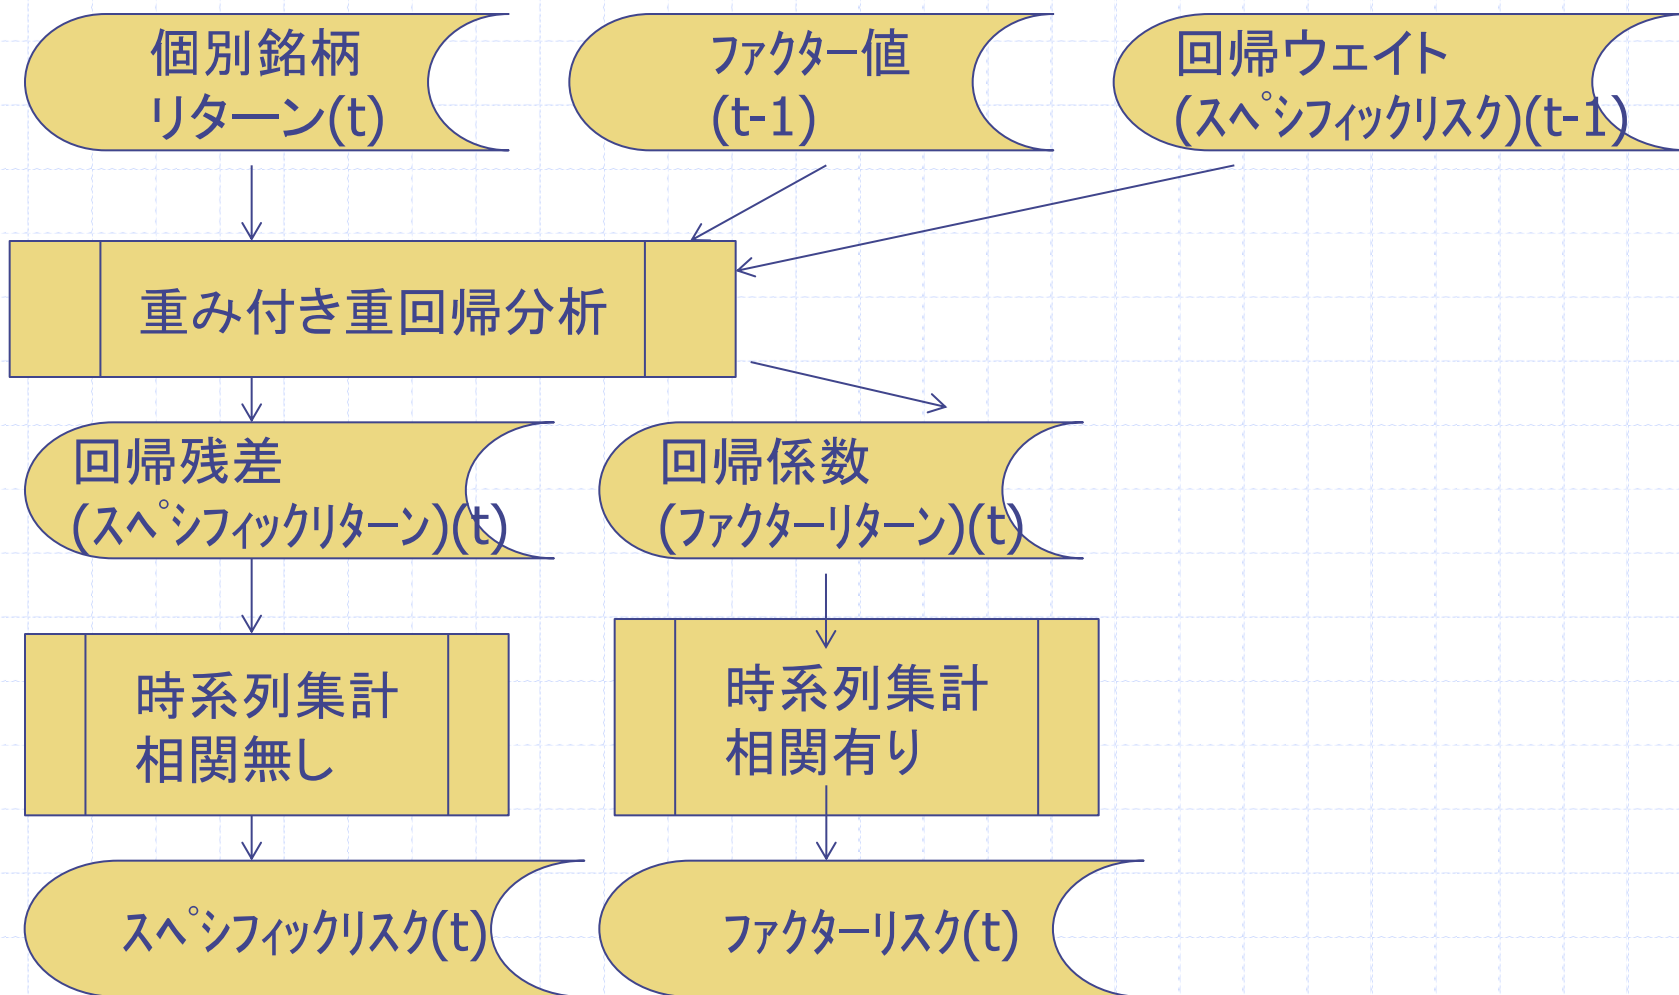 個別銘柄
リターン(t)
ﾌｧｸﾀｰ値
(t-1)
回帰ウェイト
(ｽﾍﾟｼﾌｨｯｸﾘｽｸ)(t-1)
重み付き重回帰分析
回帰残差
(ｽﾍﾟｼﾌｨｯｸﾘﾀｰﾝ)(t)
回帰係数
(ﾌｧｸﾀｰﾘﾀｰﾝ)(t)
時系列集計
相関無し
時系列集計
相関有り
ｽﾍﾟｼﾌｨｯｸﾘｽｸ(t)
ﾌｧｸﾀｰﾘｽｸ(t)